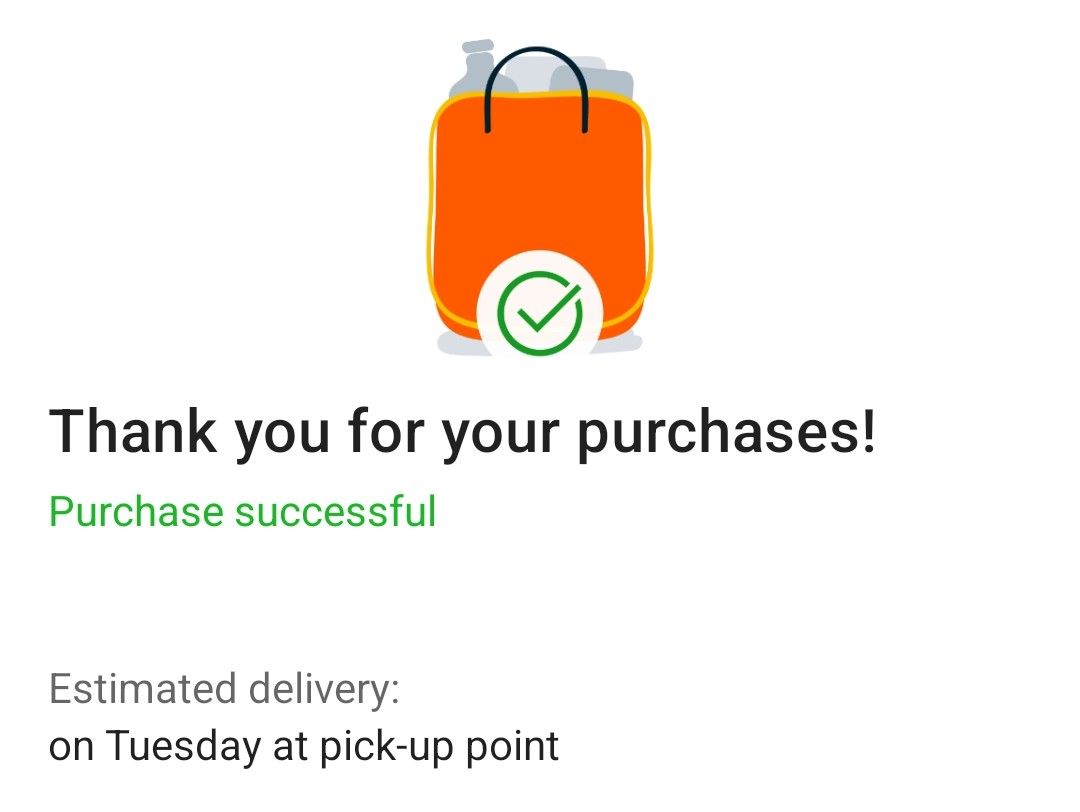 Thank you for your purchases!
Purchase successful
Estimated delivery:
on Tuesday at pick-up point